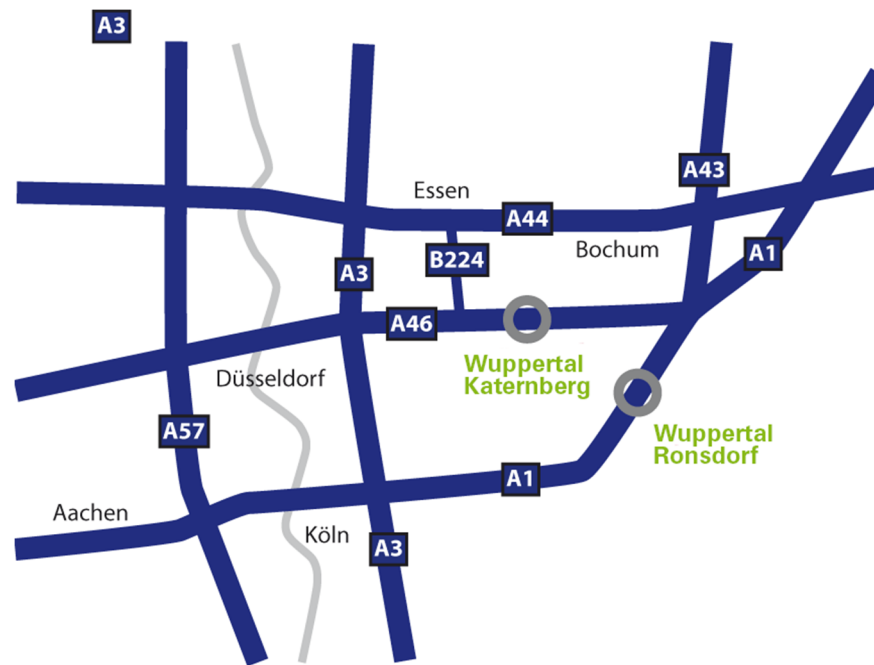 A3
A43
Essen
A44
Bochum
A1
B224
A3
A46
Wuppertal
Katernberg
Düsseldorf
A57
Wuppertal
Ronsdorf
A1
Aachen
Köln
A3